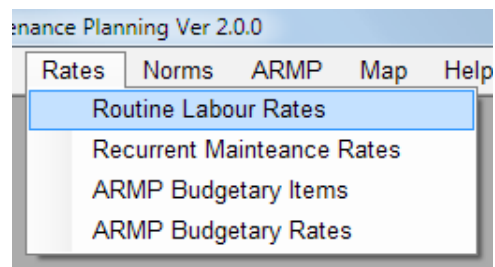 nance Planning Ver 2.0.0
Rates Norms ARMP Map Help
Routine Labour Rates
Recurrent Mainteance Rates
ARMP Budgetary Items
ARMP Budgetary Rates